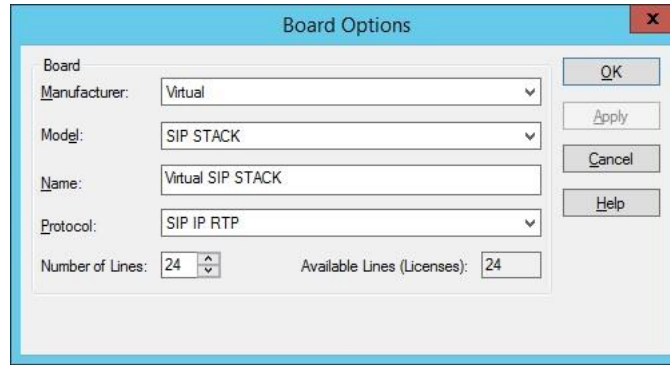 Board Options
x
Board
Manufacturer: Virtual
Model: SIP STACK
Name: Virtual SIP STACK
Protocol: SIP IP RTP
Number of Lines: 24 Available Lines (Licenses): 24
OK
Apply
Cancel
Help